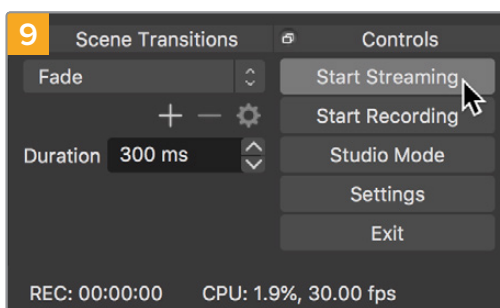 9
Scene Transitions
Controls
Fade
Start Streaming
Start Recording
Duration 300 ms
Studio Mode
Settings
Exit
REC: 00:00:00 CPU: 1.9%, 30.00 fps